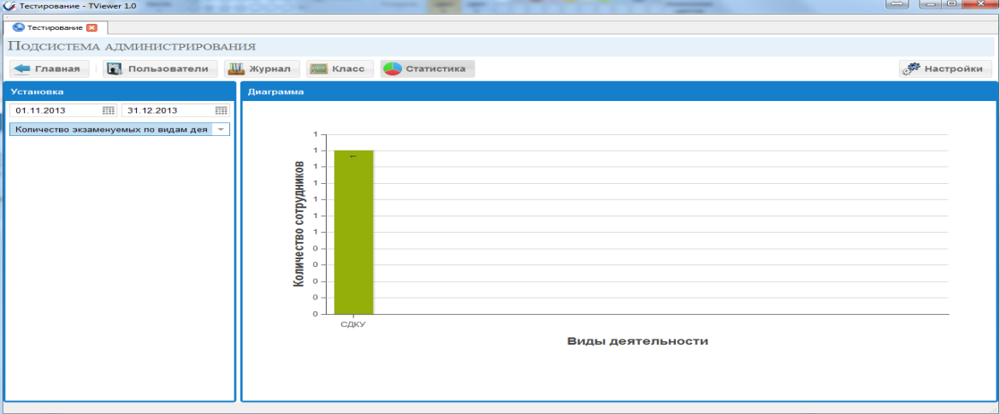 Тестирование - TViewer 1.0
Тестирование
Подсистема администрирования
Главная
Пользователи
Журнал
Класс
Статистика
Настройки
Установка
01.11.2013
31.12.2013
Количество экзаменуемых по видам дея
Диаграмма
Количество сотрудников
1
1
1
1
1
1
1
0
0
0
0
0
1
СДКУ
Виды деятельности